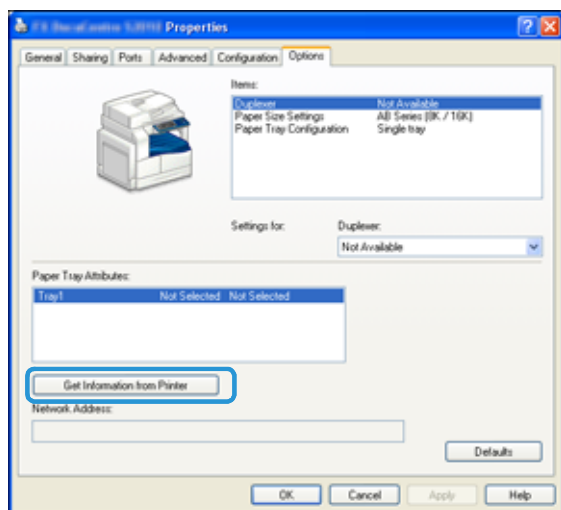 Properties
General Sharing Ports Advanced Configuration Options
Items:
Duplexer Not Available
Paper Size Settings AB Series (8K / 16K)
Paper Tray Configuration Single tray
Settings for: Duplexer:
Not Available
Paper Tray Attributes:
Tray1 Not Selected Not Selected
Get Information from Printer
Network Address:
Defaults
OK Cancel Apply Help